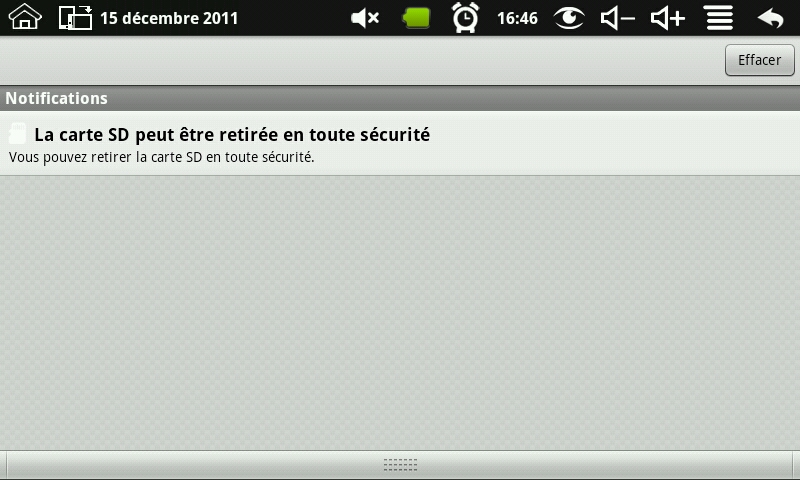 15 décembre 2011 16:46
Effacer
Notifications
La carte SD peut être retirée en toute sécurité
Vous pouvez retirer la carte SD en toute sécurité.